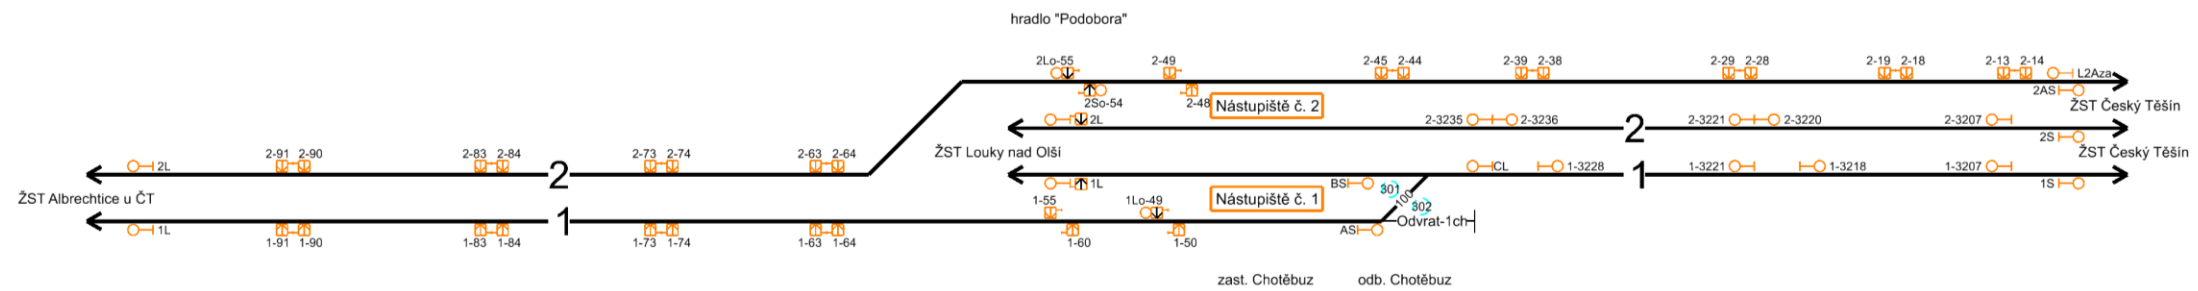 hradlo "Podobora"
2Lo-55 2-49 2-45 2-44 2-39 2-38 2-29 2-28 2-19 2-18 2-13 2-14 L2Aza
2So-54 2-48 Nástupiště č. 2 2AS
ŽST Český Těšín
2L 2-3235 2-3236 2 2-3221 2-3220 2-3207
2S
ŽST Louky nad Olší ŽST Český Těšín
2L 2-91 2-90 2-83 2-84 2 2-73 2-74 2-63 2-64
CL 1-3228 1 1-3221 1-3218 1-3207
1L BS 301 1S
ŽST Albrechtice u ČT
1-55 1Lo-49 Nástupiště č. 1 100 302
1 Odvrat-1ch
1L 1-91 1-90 1-83 1-84 1-73 1-74 1-63 1-64 1-60 1-50 AS
zast. Chotěbuz odb. Chotěbuz